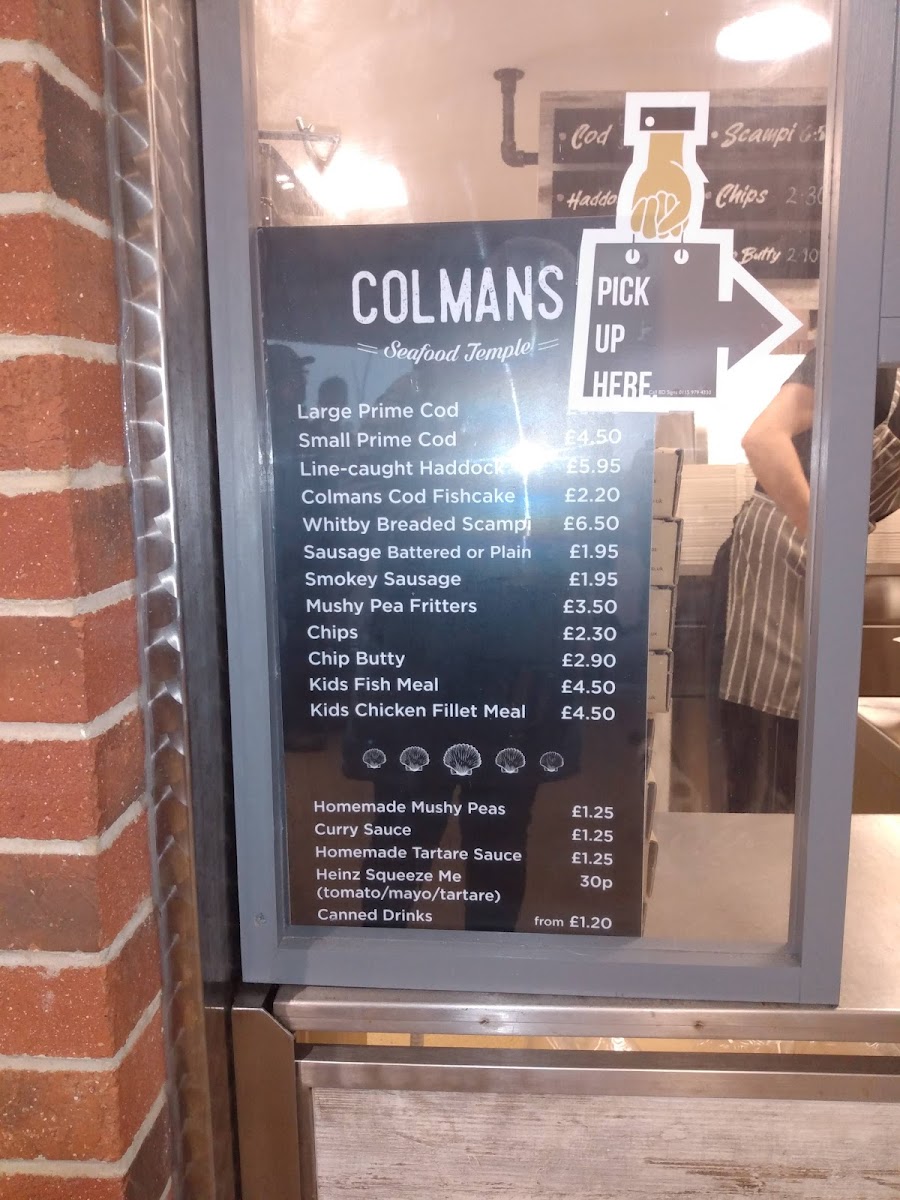 Cod
Scampi
Haddo
Chips 2.30
Butty 2.10
PICK
UP
HERE
COLMANS
Seafood Temple
Large Prime Cod
Small Prime Cod £4.50
Line-caught Haddock £5.95
Colmans Cod Fishcake £2.20
Whitby Breaded Scampi £6.50
Sausage Battered or Plain £1.95
Smokey Sausage £1.95
Mushy Pea Fritters £3.50
Chips £2.30
Chip Butty £2.90
Kids Fish Meal £4.50
Kids Chicken Fillet Meal £4.50
Homemade Mushy Peas £1.25
Curry Sauce £1.25
Homemade Tartare Sauce £1.25
Heinz Squeeze Me 30p
(tomato/mayo/tartare)
Canned Drinks from £1.20